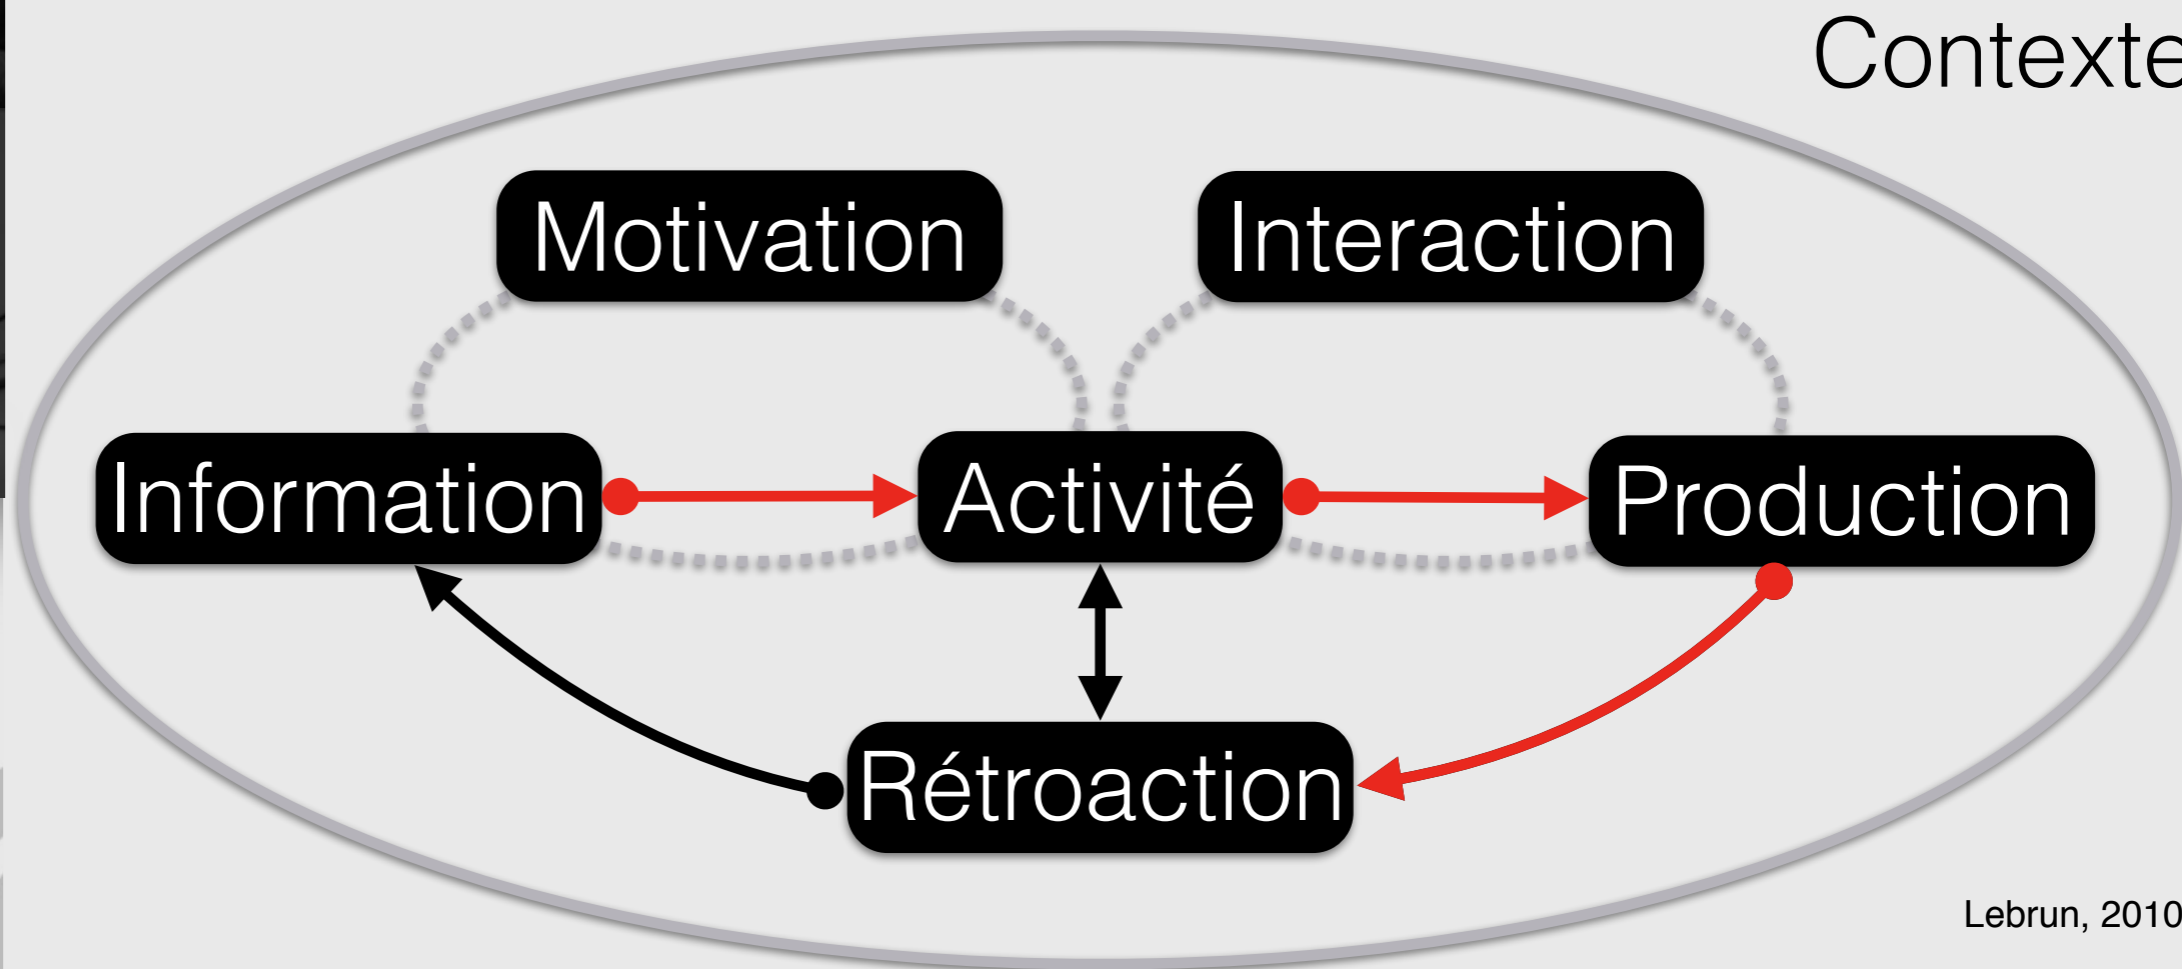 Contexte
Motivation
Interaction
Information
Activité
Production
Rétroaction
Lebrun, 2010